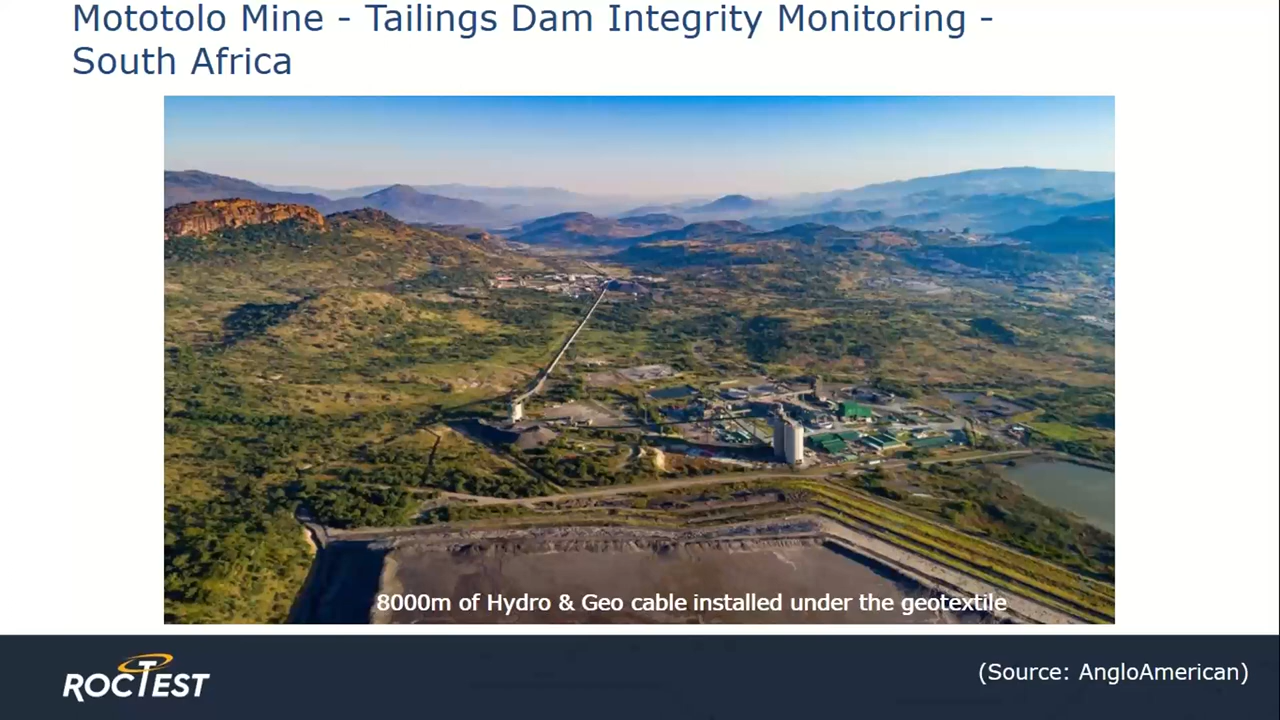 Mototolo Mine - Tailings Dam Integrity Monitoring -
South Africa
8000m of Hydro & Geo cable installed under the geotextile
ROCTEST
(Source: AngloAmerican)